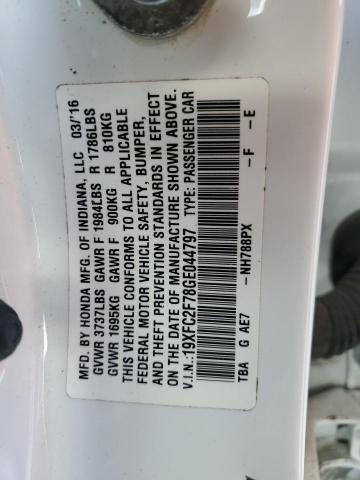 MFG. BY HONDA MFG. OF INDIANA, LLC 03/'16
GVWR 3737LBS GAWR F 1984LBS R 1786LBS
GVWR 1695KG GAWR F 900KG R 810KG
THIS VEHICLE CONFORMS TO ALL APPLICABLE
FEDERAL MOTOR VEHICLE SAFETY, BUMPER,
AND THEFT PREVENTION STANDARDS IN EFFECT
ON THE DATE OF MANUFACTURE SHOWN ABOVE.
V.I.N.:19XFC2F78GE044797 TYPE: PASSENGER CAR
TBA G AE7 - NH788PX - F - E